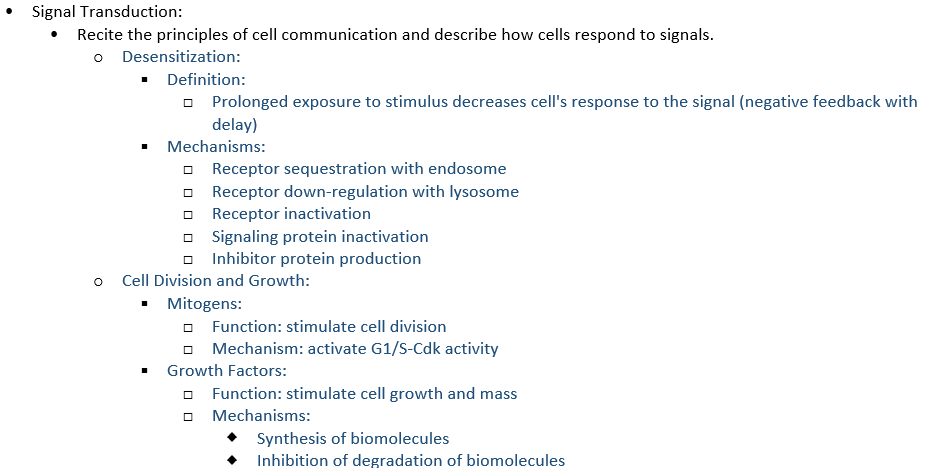 • Signal Transduction:
• Recite the principles of cell communication and describe how cells respond to signals.
o Desensitization:
▪ Definition:
□ Prolonged exposure to stimulus decreases cell's response to the signal (negative feedback with
delay)
▪ Mechanisms:
□ Receptor sequestration with endosome
□ Receptor down-regulation with lysosome
□ Receptor inactivation
□ Signaling protein inactivation
□ Inhibitor protein production
o Cell Division and Growth:
▪ Mitogens:
□ Function: stimulate cell division
□ Mechanism: activate G1/S-Cdk activity
▪ Growth Factors:
□ Function: stimulate cell growth and mass
□ Mechanisms:
◆ Synthesis of biomolecules
◆ Inhibition of degradation of biomolecules